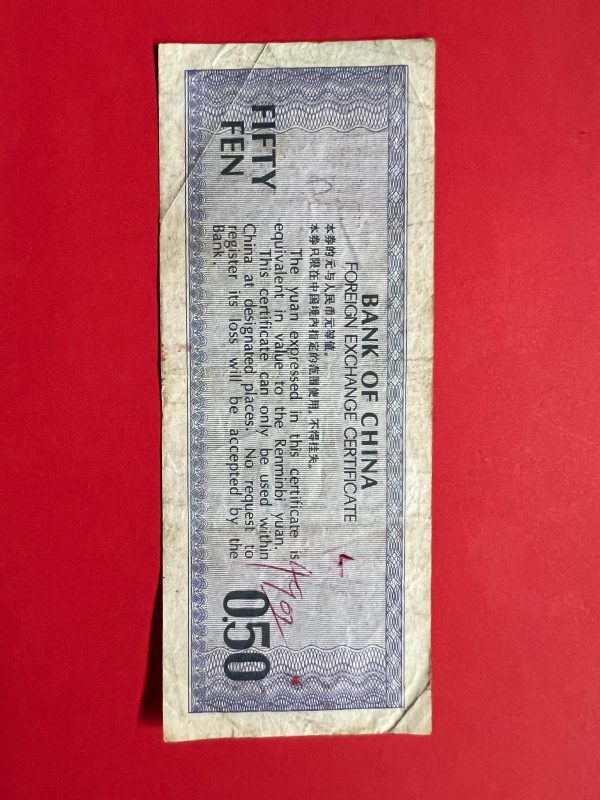 BANK OF CHINA
FOREIGN EXCHANGE CERTIFICATE
本券的元与人民币元等值。
本券只限在中国境内指定的范围使用。不得挂失。
The yuan expressed in this certificate is
equivalent in value to the Renminbi yuan.
This certificate can only be used within
China at designated places. No request to
register its loss will be accepted by the
Bank.
FIFTY
FEN
0.50